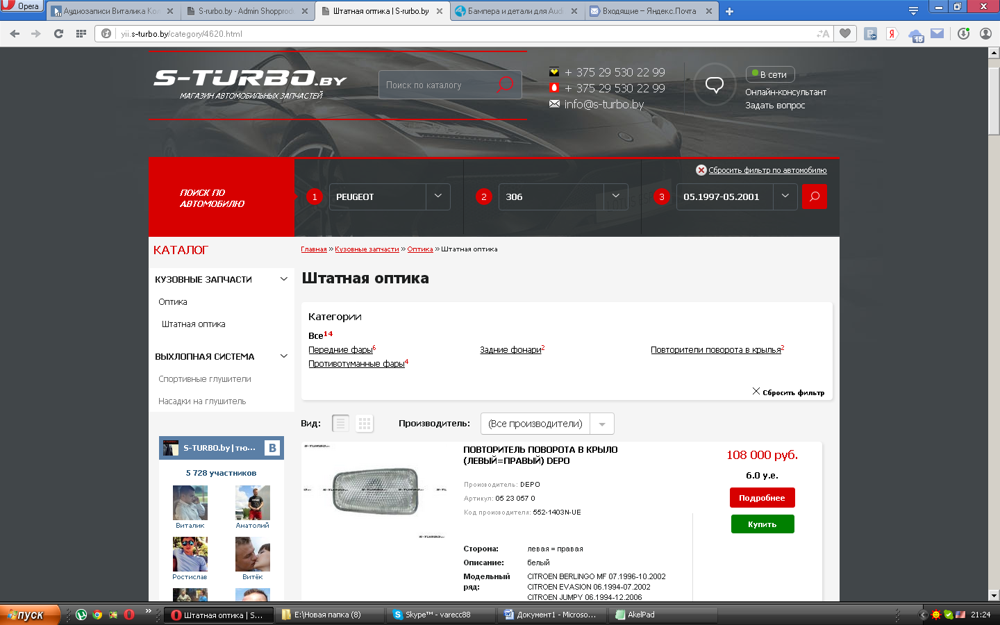 Opera
Аудиозаписи Виталика Кол
S-rurbo.by - Admin Shopprodu
Штатная оптика | S-rurbo.by
Бампера и детали для Audi
Входящие – Яндекс.Почта
yii.s-turbo.by/category/4620.html
15
S-TURBO.BY
МАГАЗИН АВТОМОБИЛЬНЫХ ЗАПЧАСТЕЙ
Поиск по каталогу
+ 375 29 530 22 99
+ 375 29 530 22 99
info@s-turbo.by
В сети
Онлайн-консультант
Задать вопрос
Сбросить фильтр по автомобилю
ПОИСК ПО
АВТОМОБИЛЮ
1 PEUGEOT
2 306
3 05.1997-05.2001
КАТАЛОГ
КУЗОВНЫЕ ЗАПЧАСТИ
Оптика
Штатная оптика
ВЫХЛОПНАЯ СИСТЕМА
Спортивные глушители
Насадки на глушитель
Главная » Кузовные запчасти » Оптика » Штатная оптика
Штатная оптика
Категории
Все14
Передние фары6
Задние фонари2
Повторители поворота в крылья2
Противотуманные фары4
Сбросить фильтр
Вид:
Производитель:
(Все производители)
S-TURBO.by | тю...
В
5 728 участников
Виталик
Анатолий
Ростислав
Витёк
S-TURBO.BY
S-TURBO.BY
S-TURBO.BY
ПОВТОРИТЕЛЬ ПОВОРОТА В КРЫЛО
(ЛЕВЫЙ=ПРАВЫЙ) DEPO
Производитель: DEPO
Артикул: 05 23 057 0
Код производителя: 552-1403N-UE
Сторона: левая = правая
Описание: белый
Модельный ряд:
CITROEN BERLINGO MF 07.1996-10.2002
CITROEN EVASION 06.1994-07.2002
CITROEN JUMPY 06.1994-12.2006
108 000 руб.
6.0 у.е.
Подробнее
Купить
пуск
Штатная оптика | S...
E:\Новая папка (8)
Skype™ - varecc88
Документ1 - Microso...
AkelPad
21:24